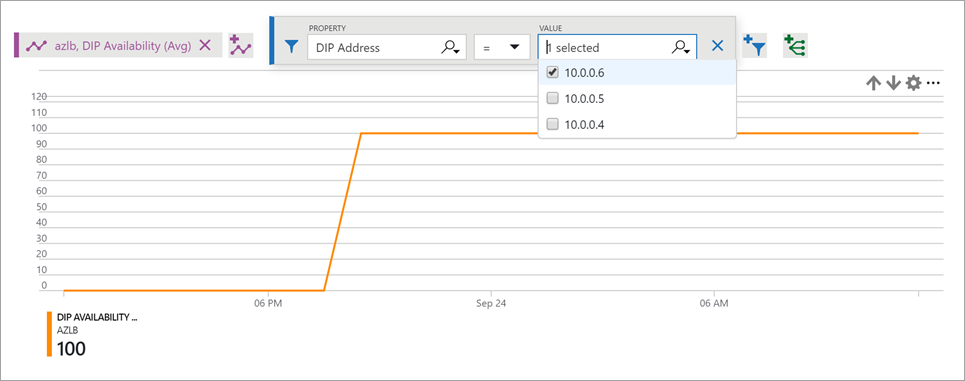 PROPERTY
VALUE
azlb, DIP Availability (Avg)
DIP Address
=
1 selected
10.0.0.6
10.0.0.5
10.0.0.4
120
110
100
90
80
70
60
50
40
30
20
10
0
06 PM
Sep 24
06 AM
DIP AVAILABILITY ...
AZLB
100